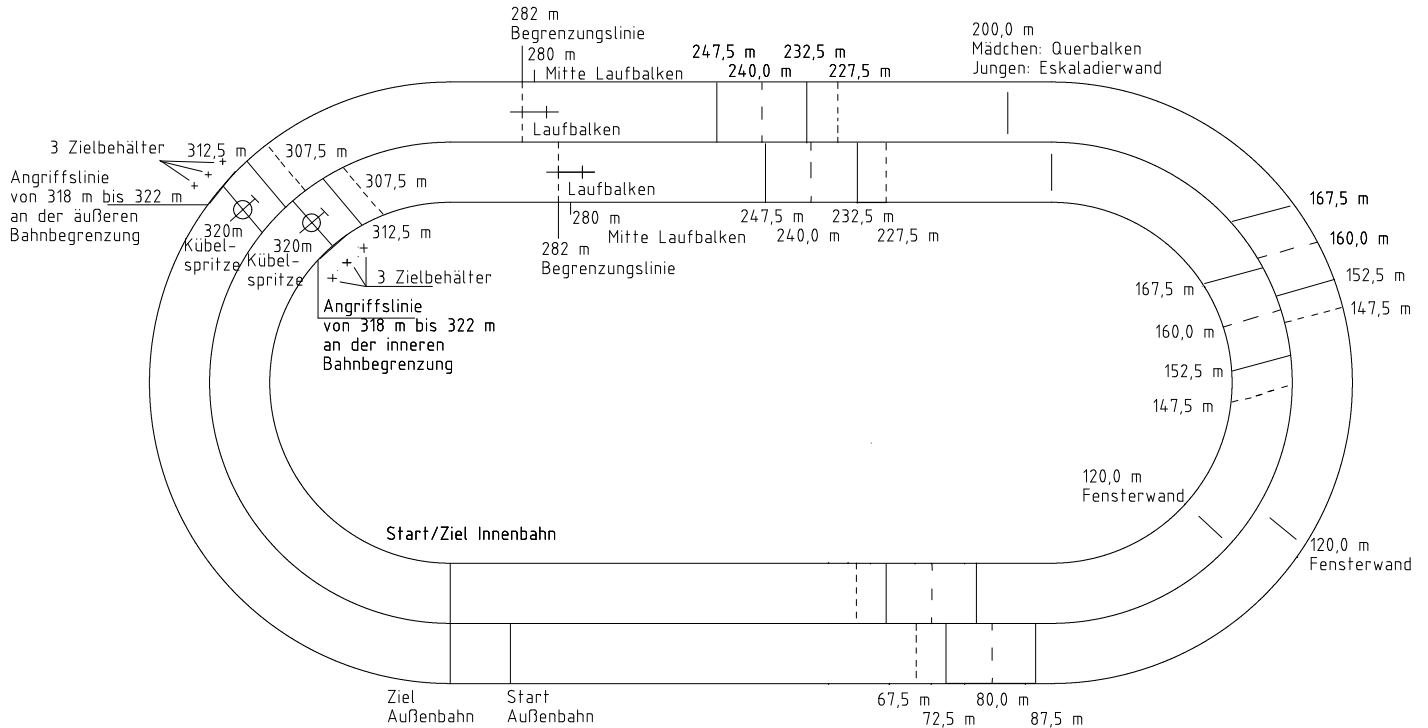 282 m
Begrenzungslinie
280 m
Mitte Laufbalken
247,5 m
232,5 m
240,0 m
227,5 m
200,0 m
Mädchen: Querbalken
Jungen: Eskaladierwand
Laufbalken
3 Zielbehälter
312,5 m
307,5 m
Angriffslinie
von 318 m bis 322 m
an der äußeren
Bahnbegrenzung
307,5 m
Laufbalken
320m
Kübel-
spritze
320m
Kübel-
spritze
312,5 m
280 m
Mitte Laufbalken
282 m
Begrenzungslinie
247,5 m
232,5 m
240,0 m
227,5 m
167,5 m
160,0 m
152,5 m
147,5 m
167,5 m
160,0 m
152,5 m
147,5 m
3 Zielbehälter
Angriffslinie
von 318 m bis 322 m
an der inneren
Bahnbegrenzung
120,0 m
Fensterwand
120,0 m
Fensterwand
Start/Ziel Innenbahn
Ziel
Außenbahn
Start
Außenbahn
67,5 m
80,0 m
72,5 m
87,5 m